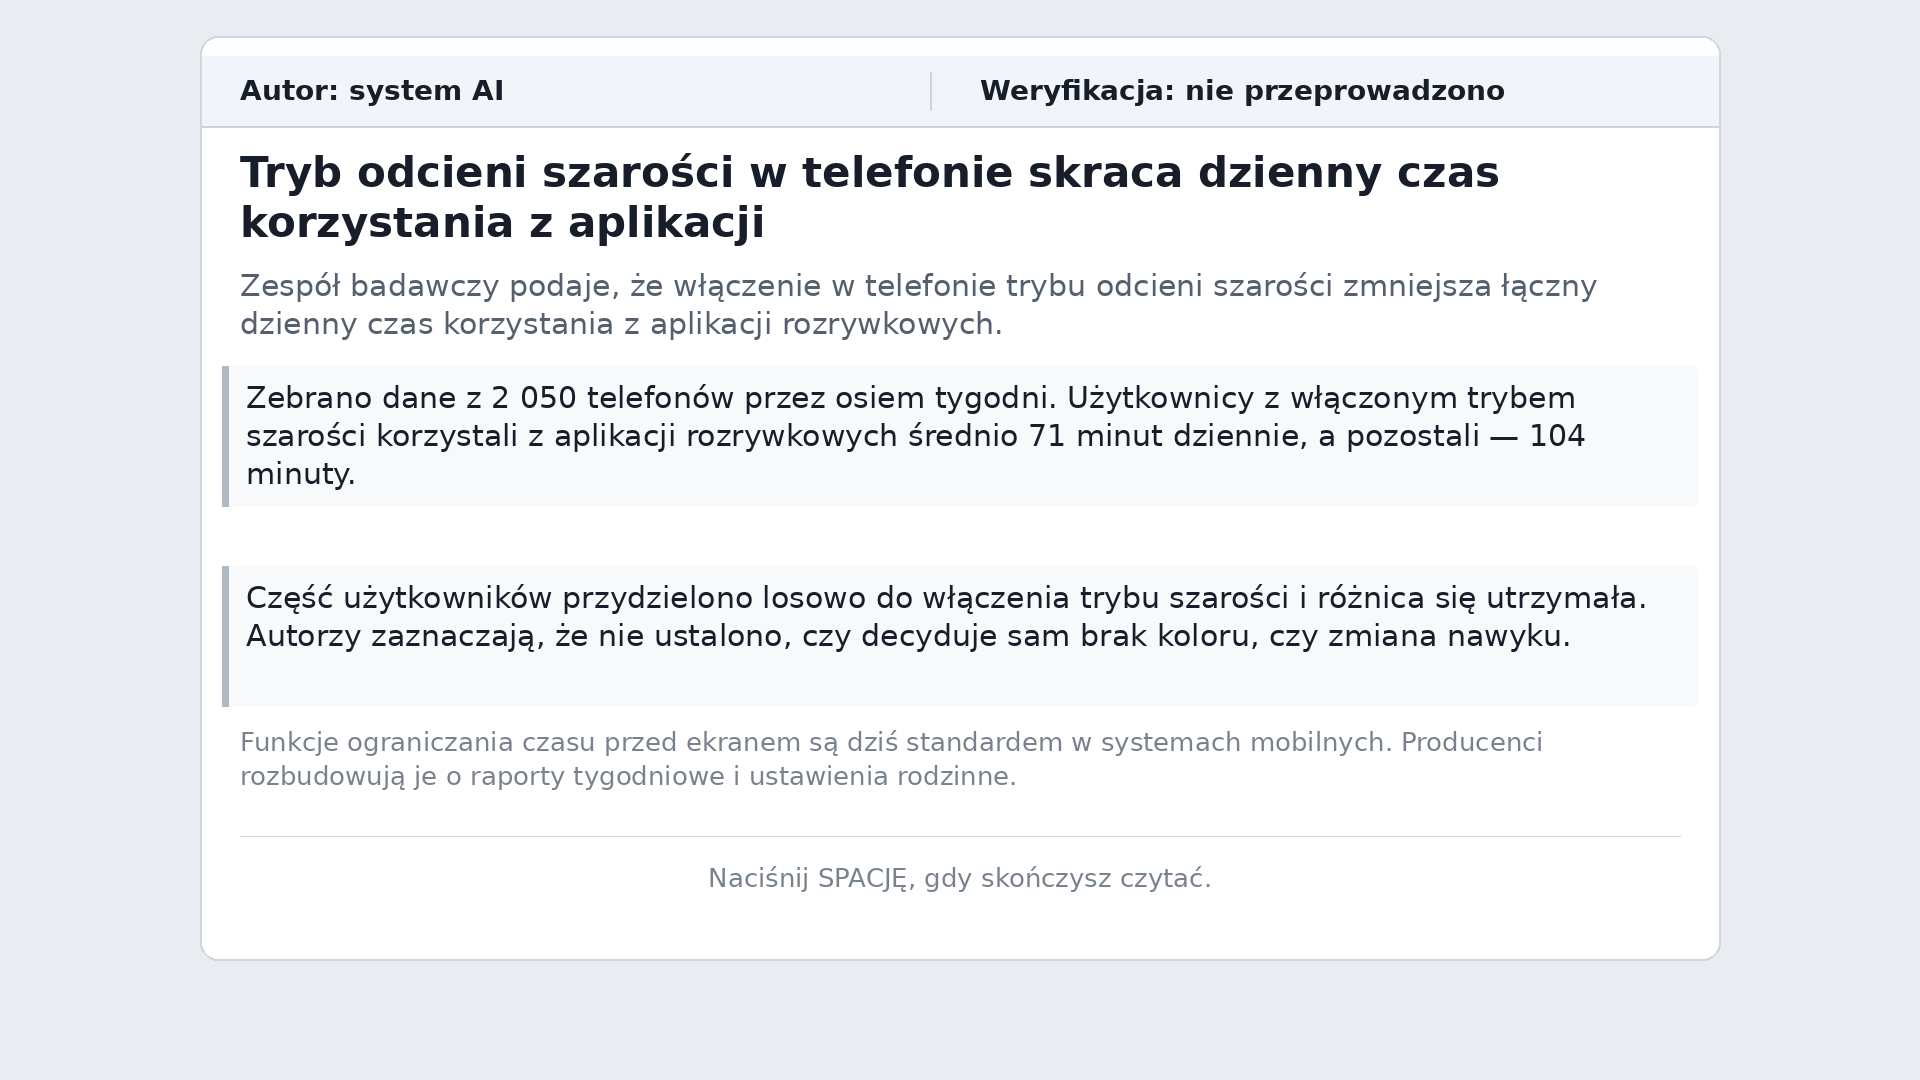 Autor: system AI
Weryfikacja: nie przeprowadzono
Tryb odcieni szarości w telefonie skraca dzienny czas
korzystania z aplikacji
Zespół badawczy podaje, że włączenie w telefonie trybu odcieni szarości zmniejsza łączny
dzienny czas korzystania z aplikacji rozrywkowych.
Zebrano dane z 2 050 telefonów przez osiem tygodni. Użytkownicy z włączonym trybem
szarości korzystali z aplikacji rozrywkowych średnio 71 minut dziennie, a pozostali — 104
minuty.
Część użytkowników przydzielono losowo do włączenia trybu szarości i różnica się utrzymała.
Autorzy zaznaczają, że nie ustalono, czy decyduje sam brak koloru, czy zmiana nawyku.
Funkcje ograniczania czasu przed ekranem są dziś standardem w systemach mobilnych. Producenci
rozbudowują je o raporty tygodniowe i ustawienia rodzinne.
Naciśnij SPACJĘ, gdy skończysz czytać.